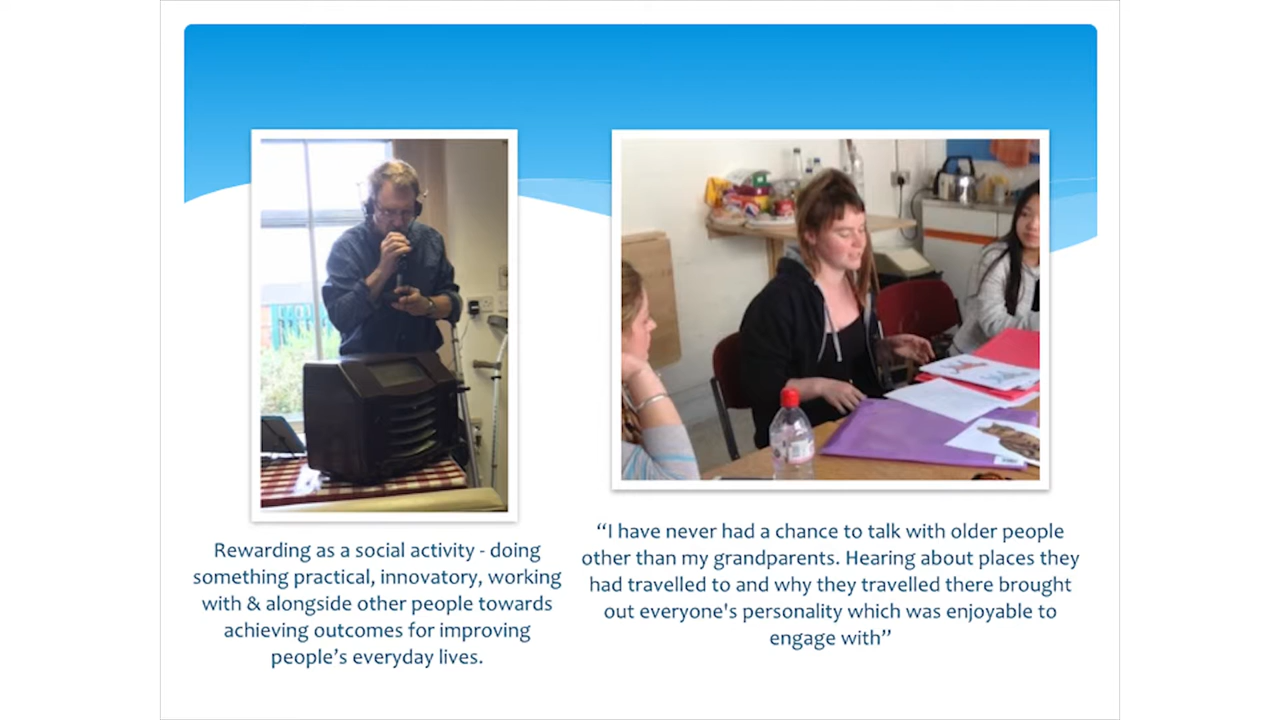 Rewarding as a social activity - doing
something practical, innovatory, working
with & alongside other people towards
achieving outcomes for improving
people’s everyday lives.
“I have never had a chance to talk with older people
other than my grandparents. Hearing about places they
had travelled to and why they travelled there brought
out everyone's personality which was enjoyable to
engage with”